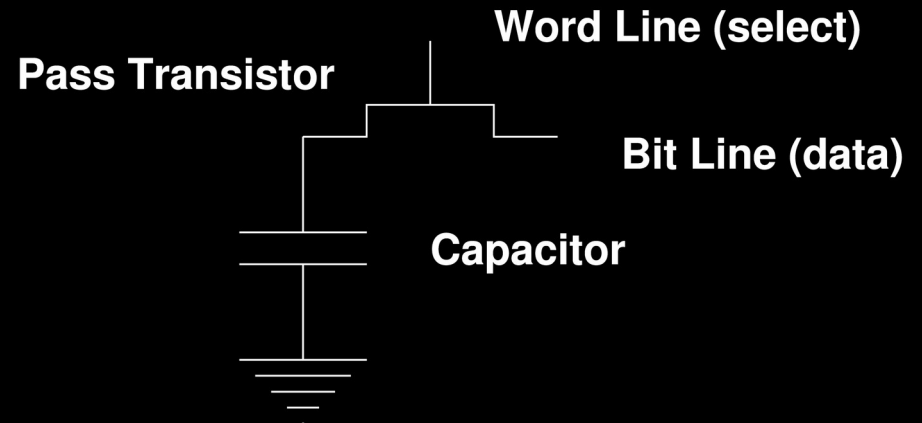 Word Line (select)
Pass Transistor
Bit Line (data)
Capacitor